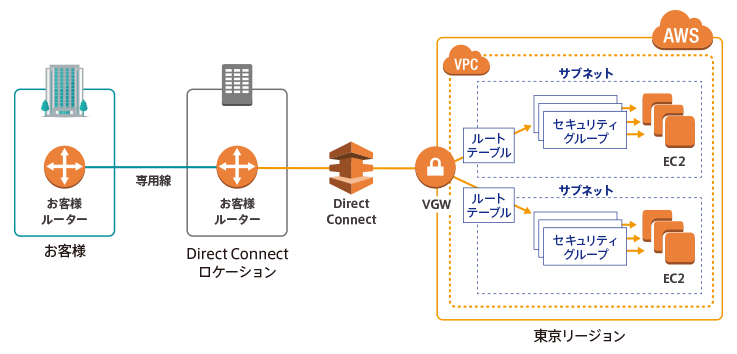 AWS
VPC
サブネット
ルート
テーブル
セキュリティ
グループ
EC2
お客様
ルーター
専用線
お客様
ルーター
Direct
Connect
VGW
サブネット
ルート
テーブル
セキュリティ
グループ
EC2
お客様
Direct Connect
ロケーション
東京リージョン